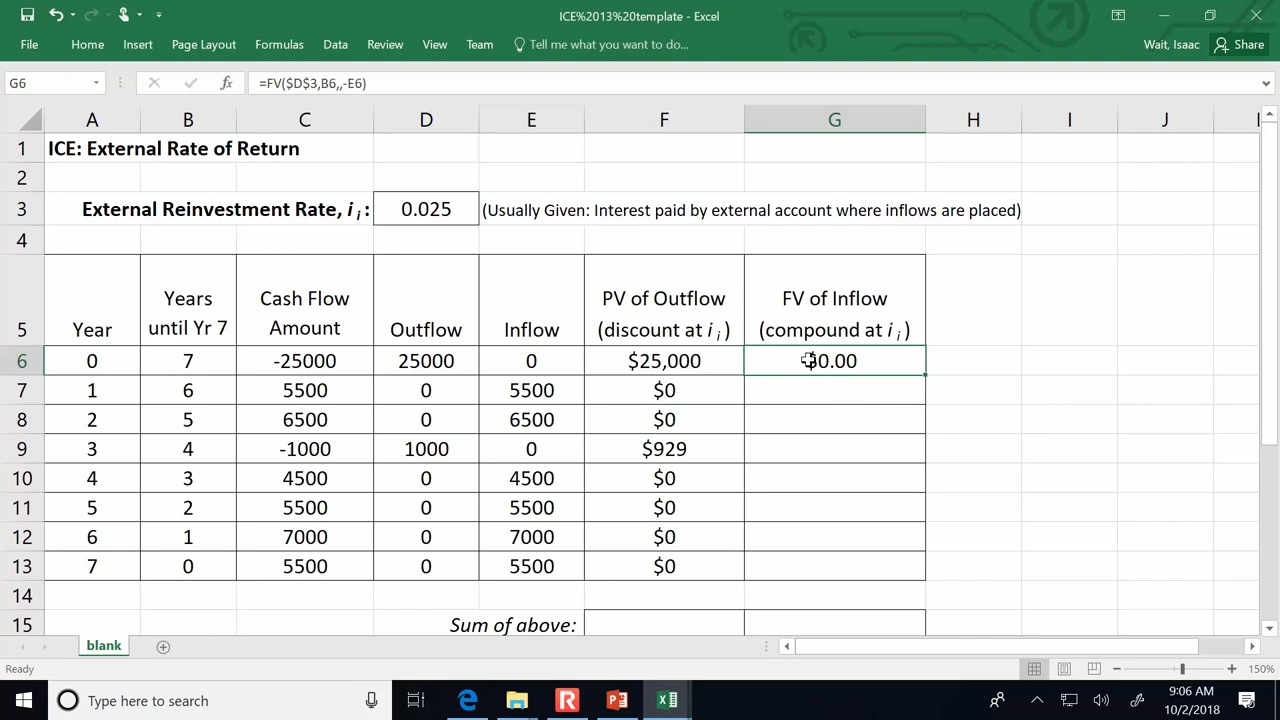 ICE%2013%20template - Excel
File Home Insert Page Layout Formulas Data Review View Team Tell me what you want to do... Wait, Isaac Share
G6 fx =FV($D$3,B6,,-E6)
A B C D E F G H I J
1 ICE: External Rate of Return
2
3 External Reinvestment Rate, i i : 0.025 (Usually Given: Interest paid by external account where inflows are placed)
4
Years Cash Flow PV of Outflow FV of Inflow
5 Year until Yr 7 Amount Outflow Inflow (discount at i i ) (compound at i i )
6 0 7 -25000 25000 0 $25,000 $0.00
7 1 6 5500 0 5500 $0
8 2 5 6500 0 6500 $0
9 3 4 -1000 1000 0 $929
10 4 3 4500 0 4500 $0
11 5 2 5500 0 5500 $0
12 6 1 7000 0 7000 $0
13 7 0 5500 0 5500 $0
14
15 Sum of above:
blank
Ready 150%
Type here to search 9:06 AM
10/2/2018